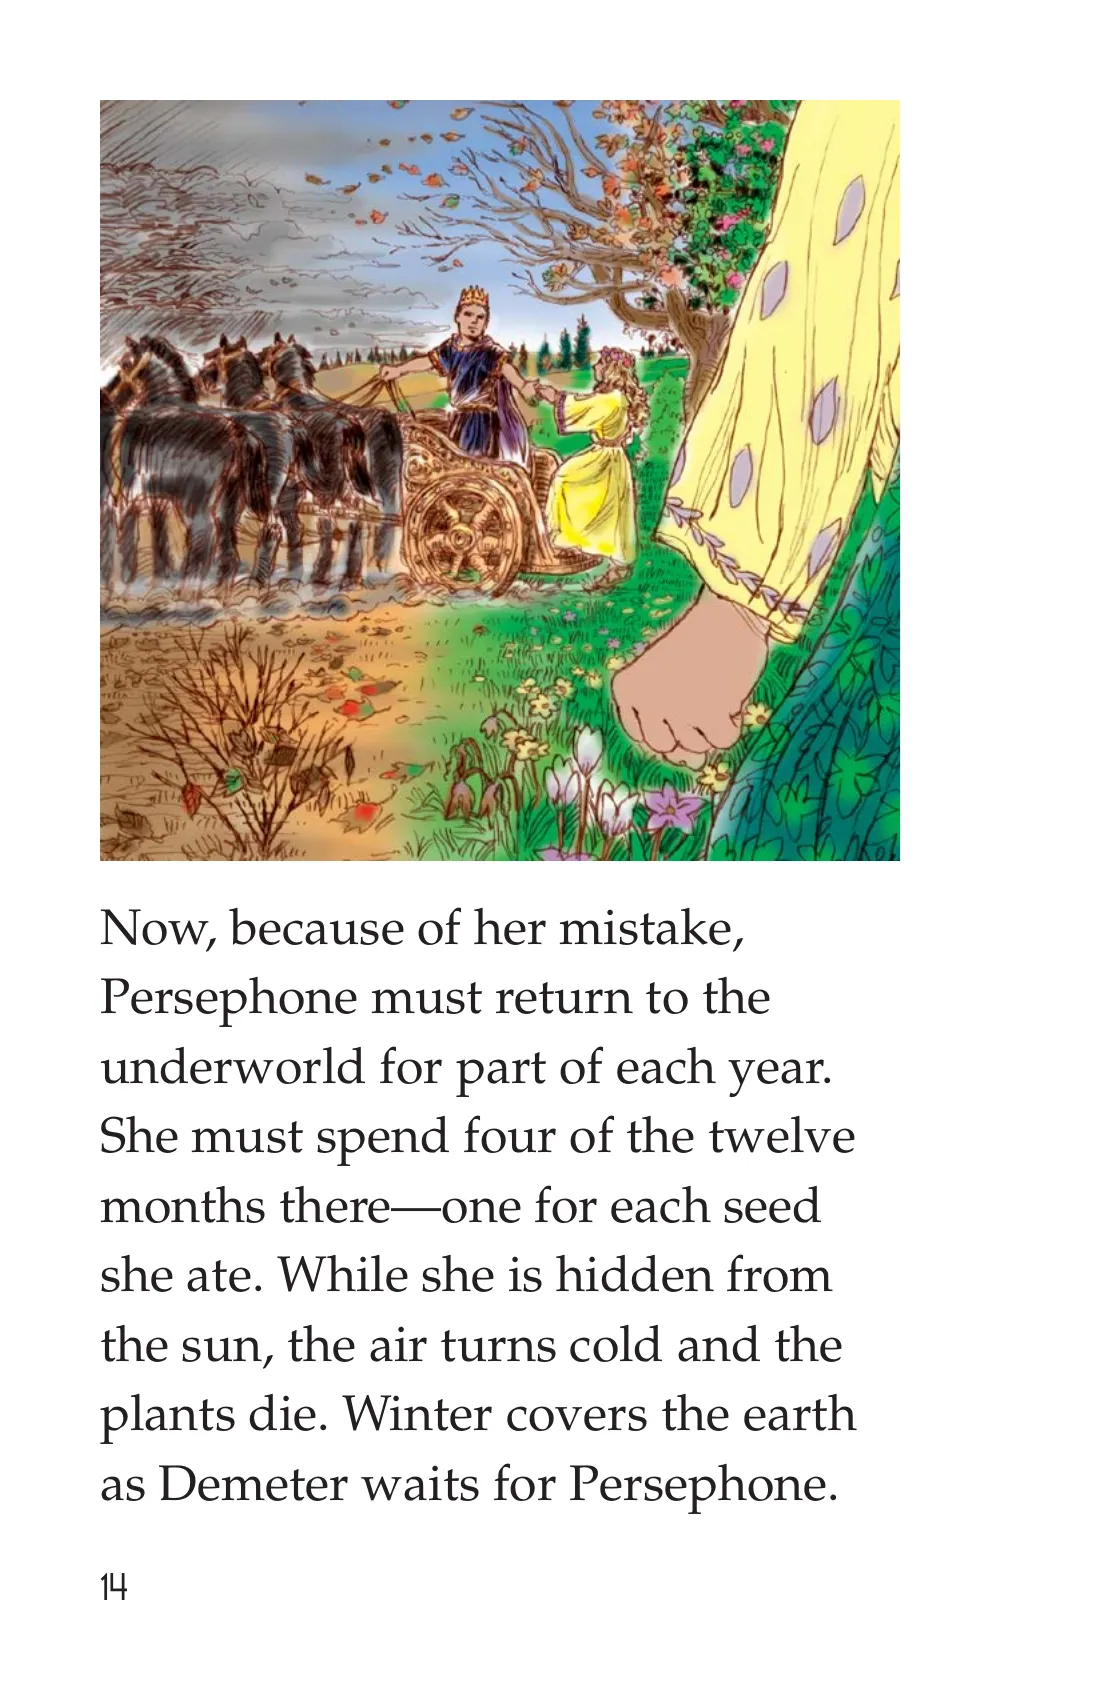 Now, because of her mistake,
Persephone must return to the
underworld for part of each year.
She must spend four of the twelve
months there—one for each seed
she ate. While she is hidden from
the sun, the air turns cold and the
plants die. Winter covers the earth
as Demeter waits for Persephone.
14